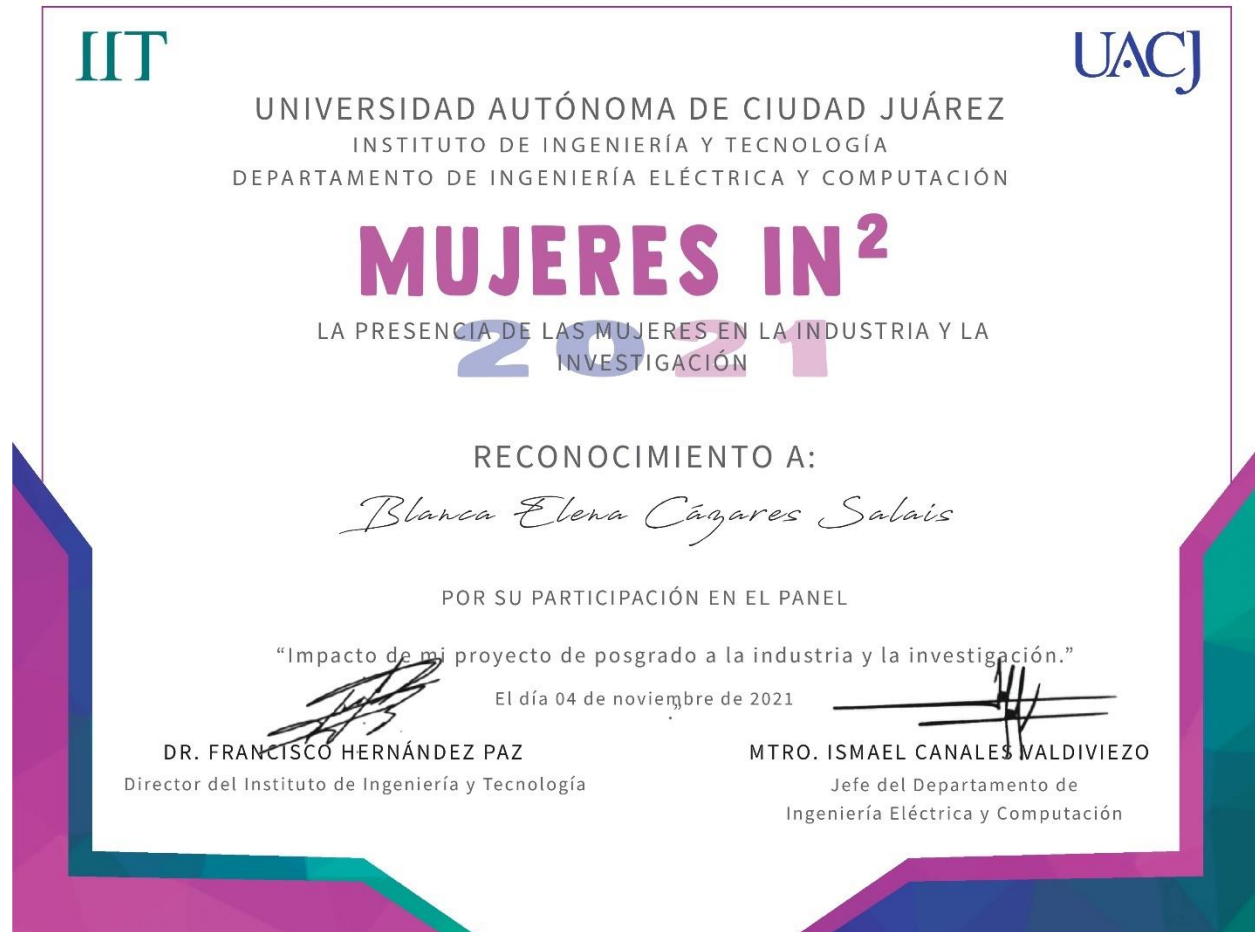 IIT
UACJ
UNIVERSIDAD AUTÓNOMA DE CIUDAD JUÁREZ
INSTITUTO DE INGENIERÍA Y TECNOLOGÍA
DEPARTAMENTO DE INGENIERÍA ELÉCTRICA Y COMPUTACIÓN
MUJERES IN²
2021
LA PRESENCIA DE LAS MUJERES EN LA INDUSTRIA Y LA
INVESTIGACIÓN
RECONOCIMIENTO A:
Blanca Elena Cázares Salais
POR SU PARTICIPACIÓN EN EL PANEL
“Impacto de mi proyecto de posgrado a la industria y la investigación.”
El día 04 de noviembre de 2021
.”
DR. FRANCISCO HERNÁNDEZ PAZ
Director del Instituto de Ingeniería y Tecnología
MTRO. ISMAEL CANALES VALDIVIEZO
Jefe del Departamento de
Ingeniería Eléctrica y Computación